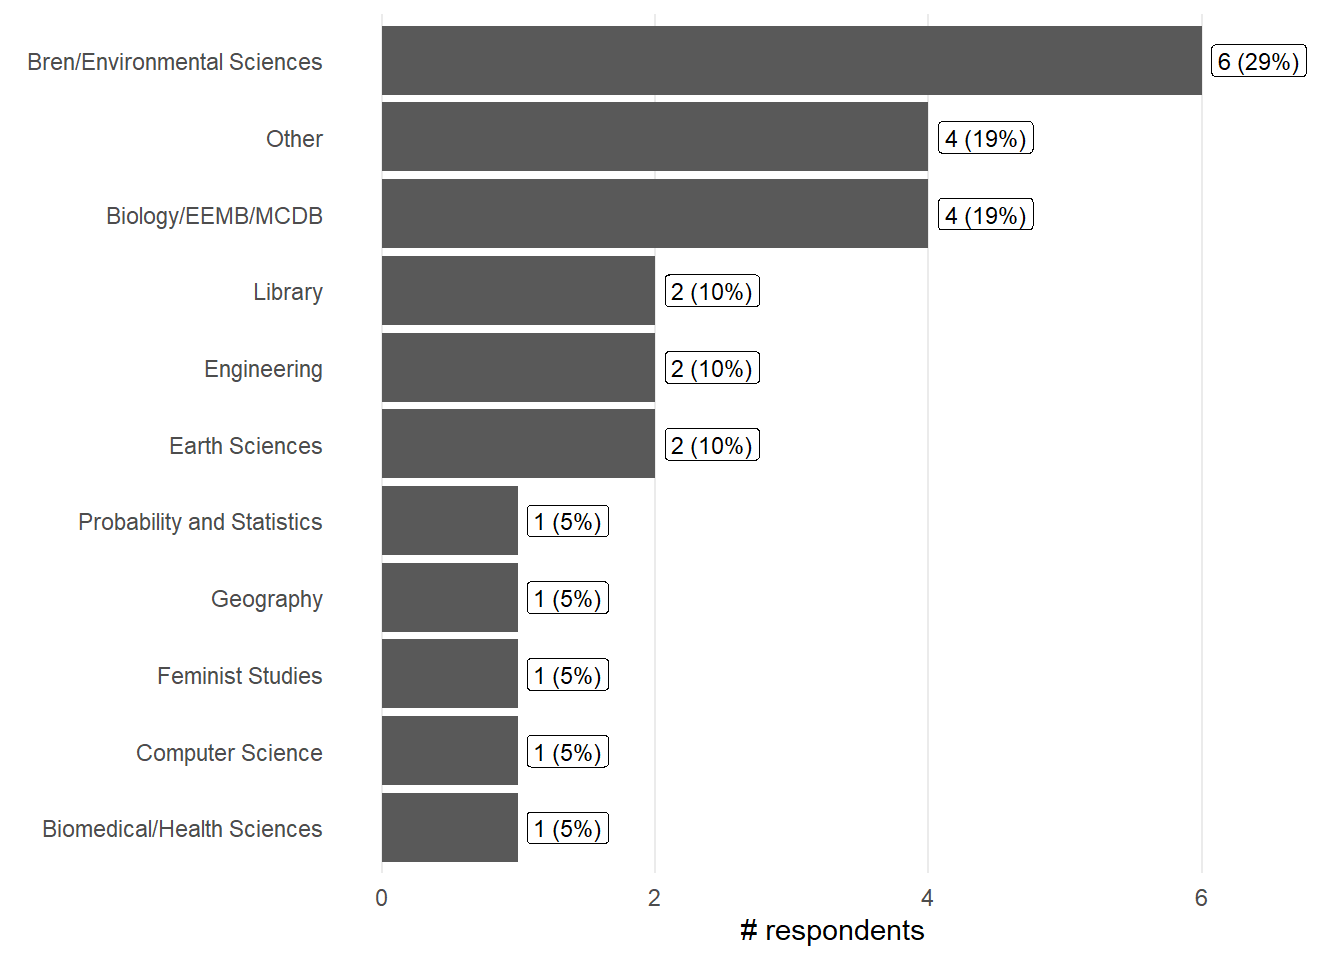 Bren/Environmental Sciences 6 (29%)
Other 4 (19%)
Biology/EEMB/MCDB 4 (19%)
Library 2 (10%)
Engineering 2 (10%)
Earth Sciences 2 (10%)
Probability and Statistics 1 (5%)
Geography 1 (5%)
Feminist Studies 1 (5%)
Computer Science 1 (5%)
Biomedical/Health Sciences 1 (5%)
0 2 4 6
# respondents